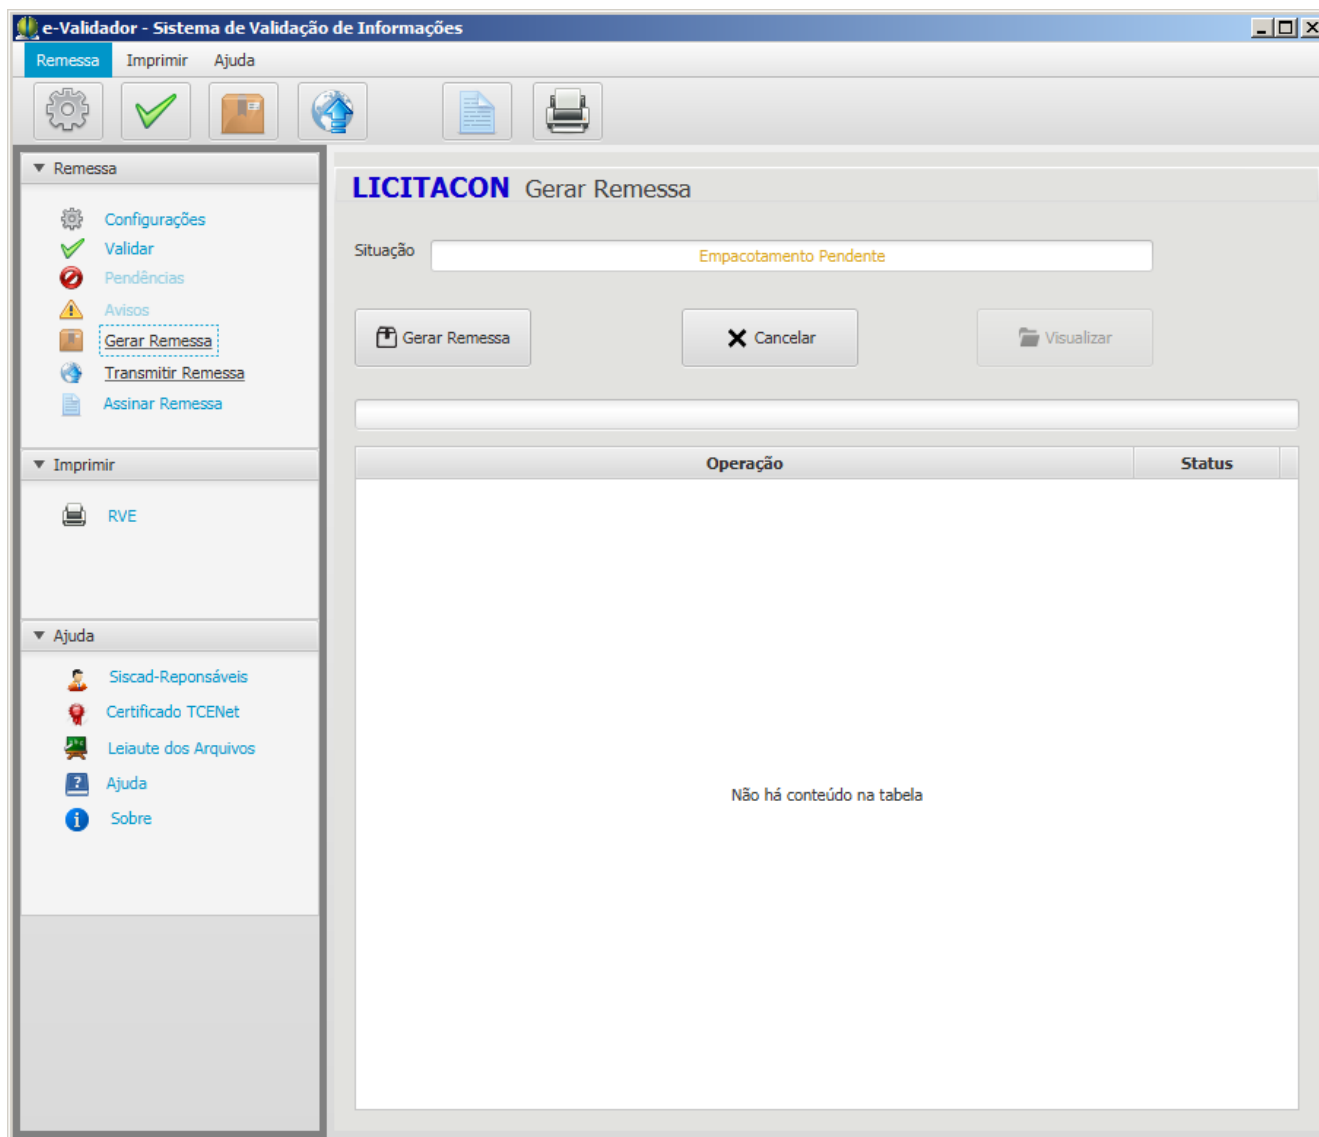 e-Validador - Sistema de Validação de Informações
Remessa Imprimir Ajuda
Remessa
Configurações
Validar
Pendências
Avisos
Gerar Remessa
Transmitir Remessa
Assinar Remessa
Imprimir
RVE
Ajuda
Siscad-Reponsáveis
Certificado TCENet
Leiaute dos Arquivos
Ajuda
Sobre
LICITACON Gerar Remessa
Situação Empacotamento Pendente
Gerar Remessa Cancelar Visualizar
Operação Status
Não há conteúdo na tabela